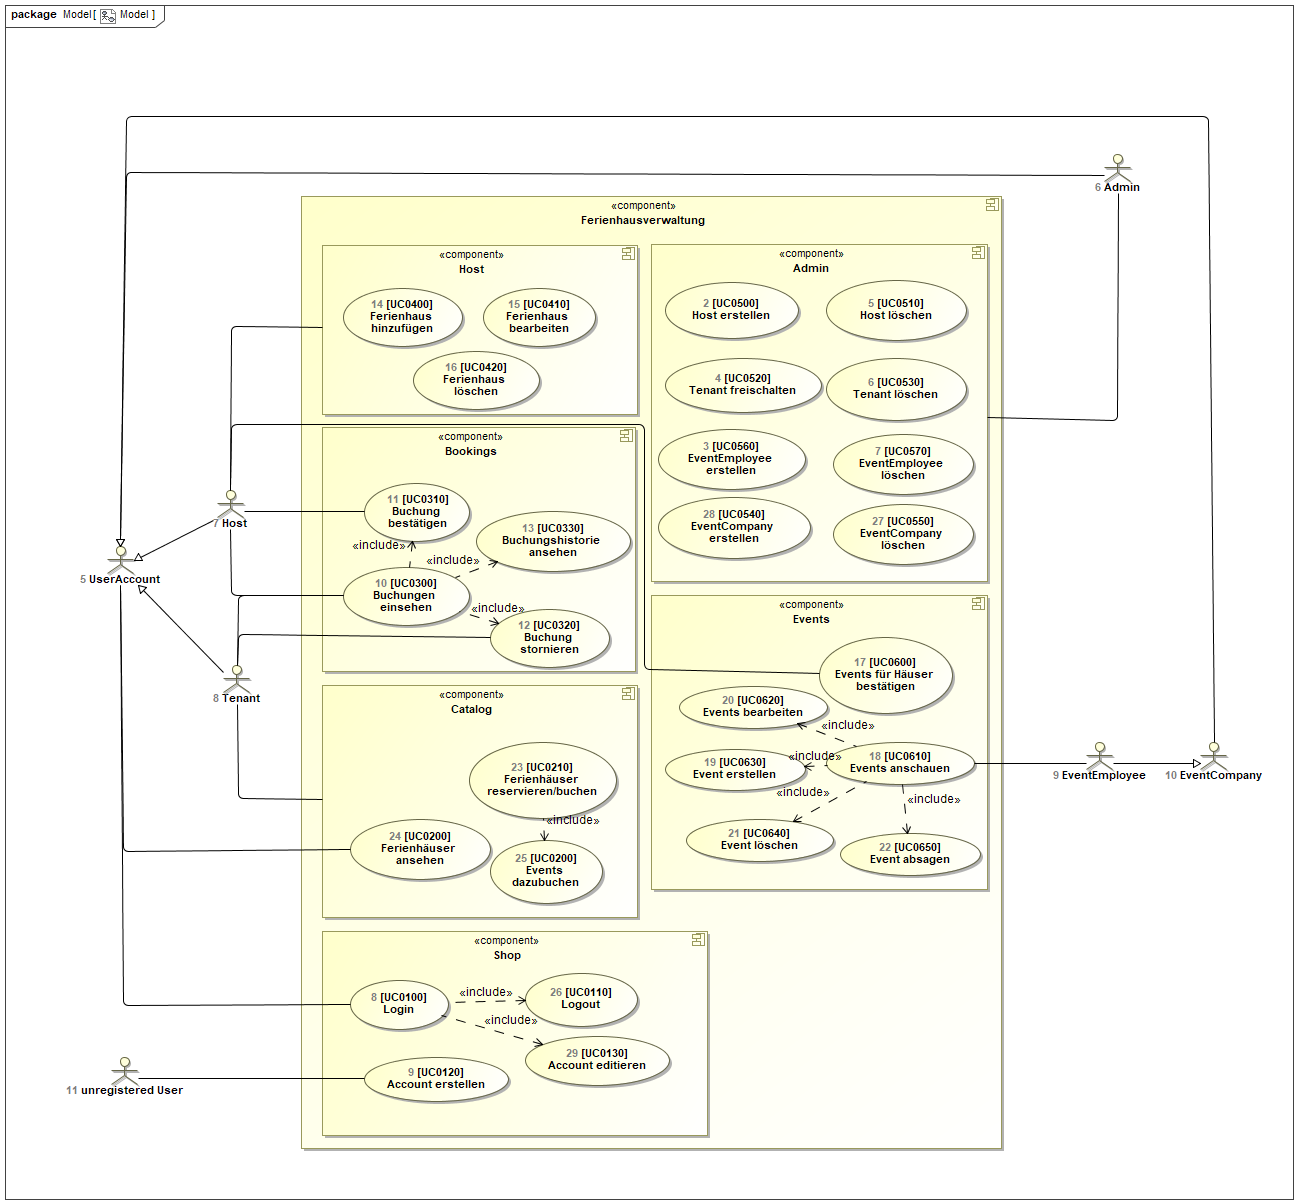 package Model[ Model ]
6 Admin
«component»
Ferienhausverwaltung
«component»
Host
14 [UC0400]
Ferienhaus
hinzufügen
15 [UC0410]
Ferienhaus
bearbeiten
16 [UC0420]
Ferienhaus
löschen
«component»
Admin
2 [UC0500]
Host erstellen
5 [UC0510]
Host löschen
4 [UC0520]
Tenant freischalten
6 [UC0530]
Tenant löschen
3 [UC0560]
EventEmployee
erstellen
7 [UC0570]
EventEmployee
löschen
28 [UC0540]
EventCompany
erstellen
27 [UC0550]
EventCompany
löschen
«component»
Bookings
11 [UC0310]
Buchung
bestätigen
13 [UC0330]
Buchungshistorie
ansehen
«include»
«include»
10 [UC0300]
Buchungen
einsehen
«include»
12 [UC0320]
Buchung
stornieren
7 Host
5 UserAccount
8 Tenant
«component»
Events
17 [UC0600]
Events für Häuser
bestätigen
20 [UC0620]
Events bearbeiten
«include»
19 [UC0630]
Event erstellen
«include»
18 [UC0610]
Events anschauen
«include»
«include»
21 [UC0640]
Event löschen
22 [UC0650]
Event absagen
9 EventEmployee
10 EventCompany
«component»
Catalog
23 [UC0210]
Ferienhäuser
reservieren/buchen
«include»
24 [UC0200]
Ferienhäuser
ansehen
25 [UC0200]
Events
dazubuchen
«component»
Shop
8 [UC0100]
Login
«include»
26 [UC0110]
Logout
«include»
29 [UC0130]
Account editieren
9 [UC0120]
Account erstellen
11 unregistered User